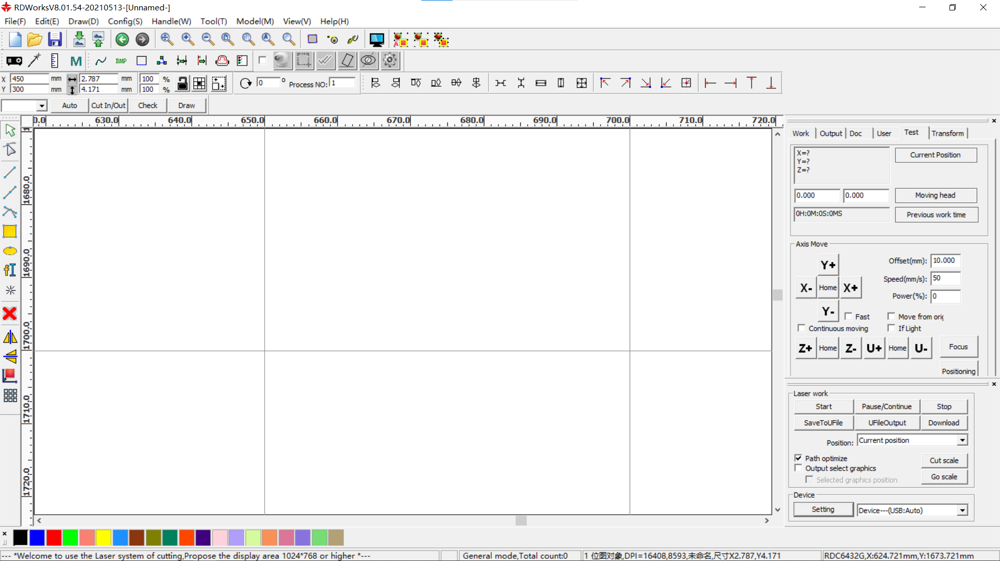 RDWorksV8.01.54-20210513-[Unnamed-]
File(F) Edit(E) Draw(D) Config(S) Handle(W) Tool(T) Model(M) View(V) Help(H)
A
M BMP
X 450 mm 2.787 mm 100 %
Y 300 mm 4.171 mm 100 %
0 ° Process NO: 1
Auto Cut In/Out Check Draw
0.0 630.0 640.0 650.0 660.0 670.0 680.0 690.0 700.0 710.0 720.0
1
1680.0
1690.0
1700.0
1710.0
1720.0
Work Output Doc User Test Transform
X=?
Y=?
Z=?
Current Position
0.000 0.000 Moving head
0H:0M:0S:0MS Previous work time
Axis Move
Y+
Offset(mm): 10.000
X- Home X+
Speed(mm/s): 50
Power(%): 0
Y-
Fast Move from orig
Continuous moving If Light
Z+ Home Z- U+ Home U- Focus
Positioning
Laser work
Start Pause/Continue Stop
SaveToUFile UFileOutput Download
Position: Current position
Path optimize Cut scale
Output select graphics
Selected graphics position Go scale
Device
Setting Device---(USB:Auto)
--- *Welcome to use the Laser system of cutting,Propose the display area 1024*768 or higher *---
General mode,Total count:0
1 位图对象,DPI=16408,8593,未命名,尺寸X2.787,Y4.171
RDC6432G,X:624.721mm,Y:1673.721mm